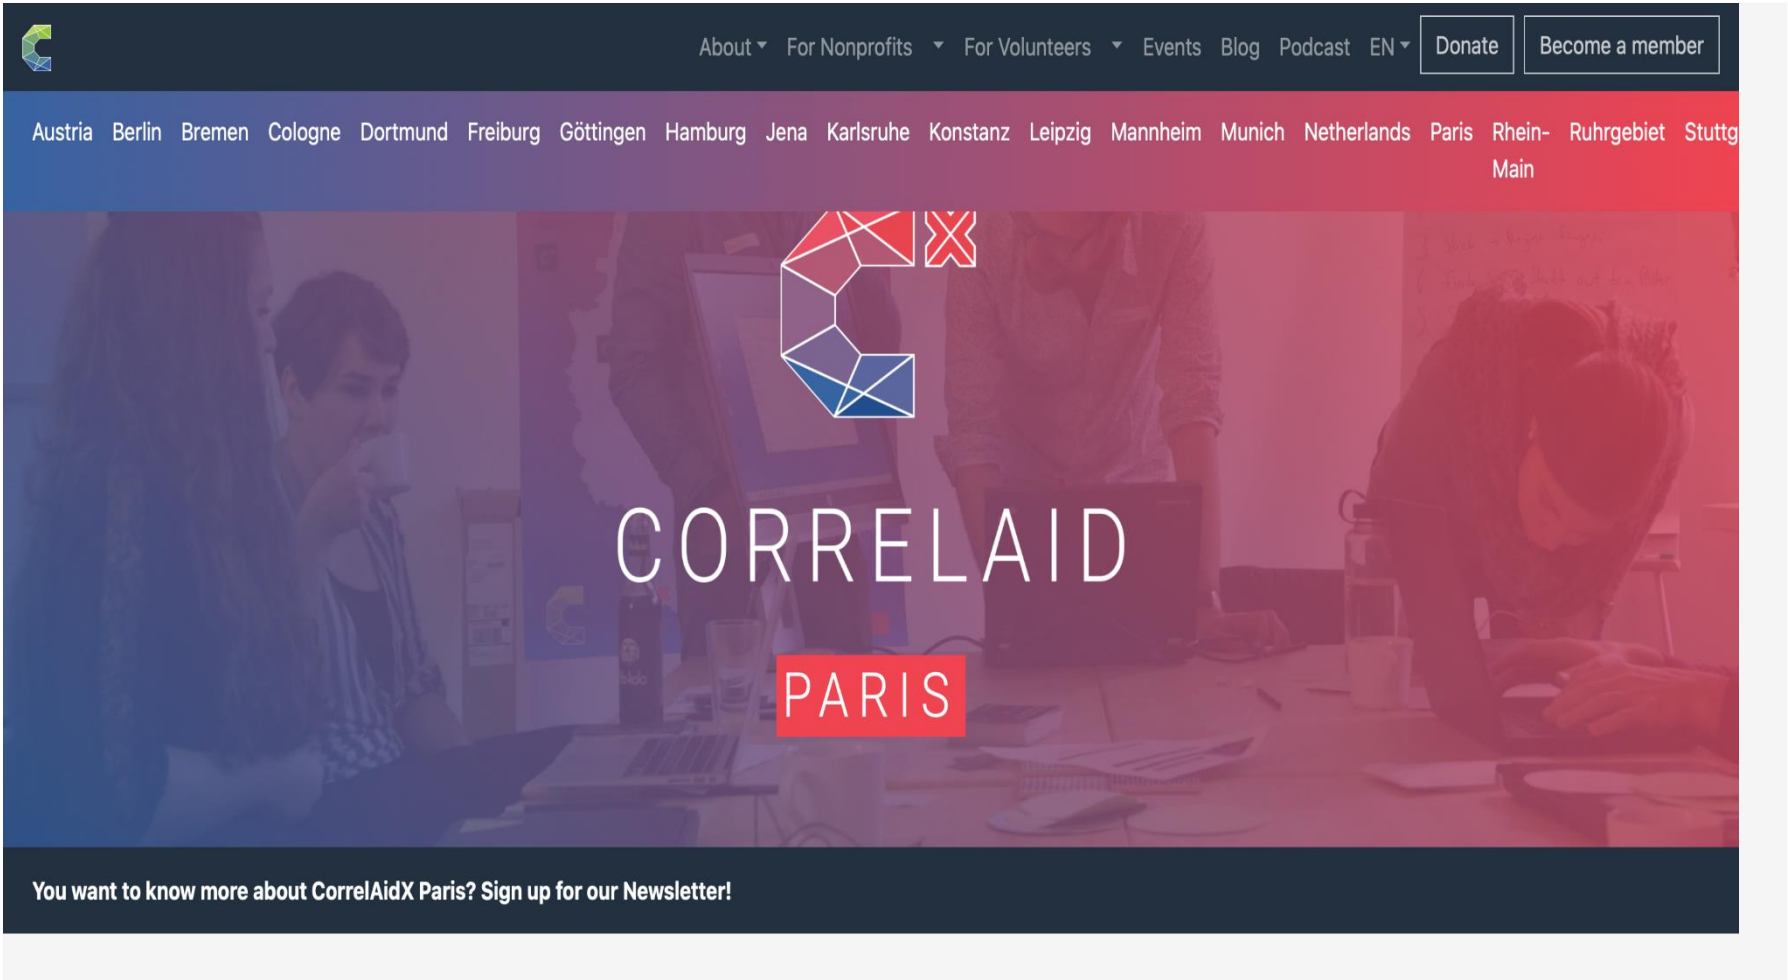 About For Nonprofits For Volunteers Events Blog Podcast EN Donate Become a member
Austria Berlin Bremen Cologne Dortmund Freiburg Göttingen Hamburg Jena Karlsruhe Konstanz Leipzig Mannheim Munich Netherlands Paris Rhein-Main Ruhrgebiet Stuttg
X
CORRELAID
PARIS
You want to know more about CorrelAidX Paris? Sign up for our Newsletter!